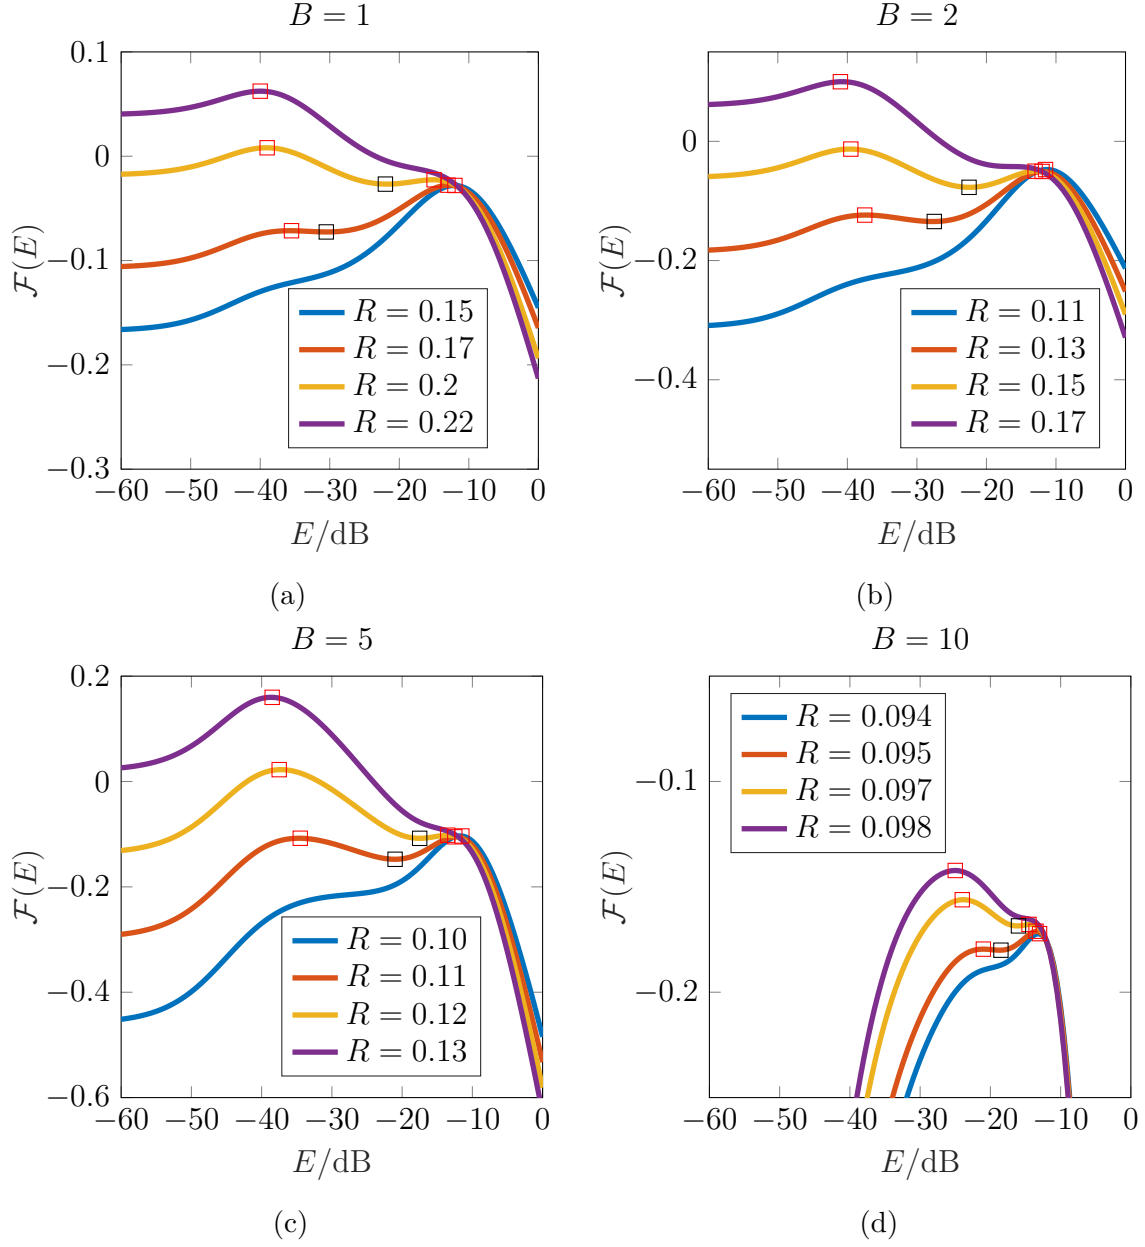 B = 1
0.1
0
−0.1
−0.2
−0.3
F(E)
R = 0.15
R = 0.17
R = 0.2
R = 0.22
−60 −50 −40 −30 −20 −10 0
E/dB
(a)
B = 2
0
−0.2
−0.4
F(E)
R = 0.11
R = 0.13
R = 0.15
R = 0.17
−60 −50 −40 −30 −20 −10 0
E/dB
(b)
B = 5
0.2
0
−0.2
−0.4
−0.6
F(E)
R = 0.10
R = 0.11
R = 0.12
R = 0.13
−60 −50 −40 −30 −20 −10 0
E/dB
(c)
B = 10
−0.1
−0.2
F(E)
R = 0.094
R = 0.095
R = 0.097
R = 0.098
−60 −50 −40 −30 −20 −10 0
E/dB
(d)